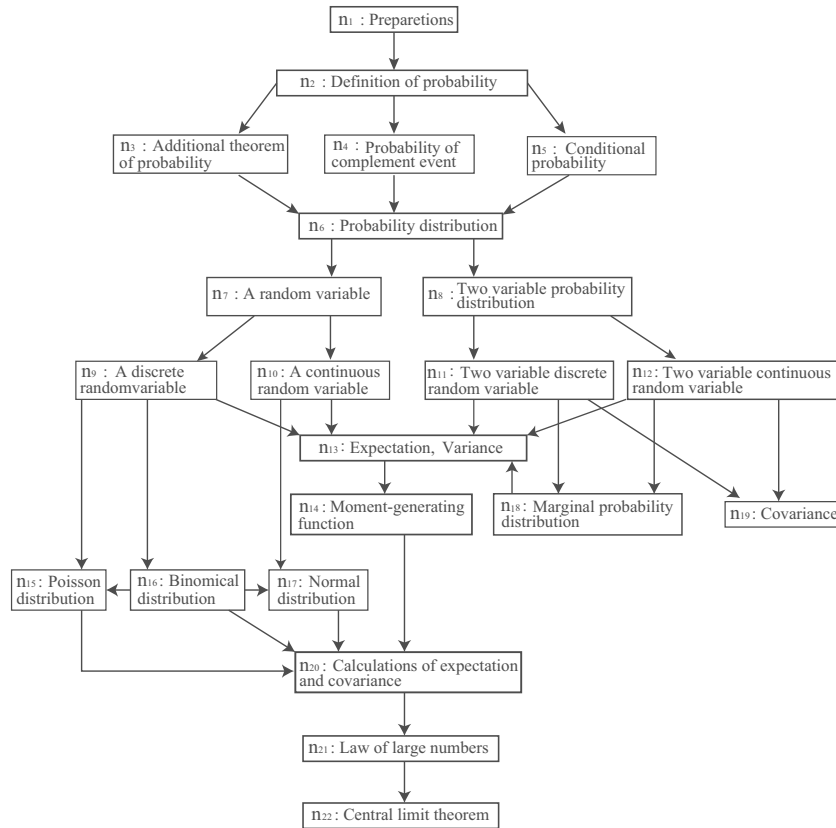 n1 : Preparetions
n2 : Definition of probability
n3 : Additional theorem
of probability
n4 : Probability of
complement event
n5 : Conditional
probability
n6 : Probability distribution
n7 : A random variable
n8 : Two variable probability
distribution
n9 : A discrete
randomvariable
n10 : A continuous
random variable
n11 : Two variable discrete
random variable
n12 : Two variable continuous
random variable
n13 : Expectation, Variance
n14 : Moment-generating
function
n18 : Marginal probability
distribution
n19 : Covariance
n15 : Poisson
distribution
n16 : Binomical
distribution
n17 : Normal
distribution
n20 : Calculations of expectation
and covariance
n21 : Law of large numbers
n22 : Central limit theorem